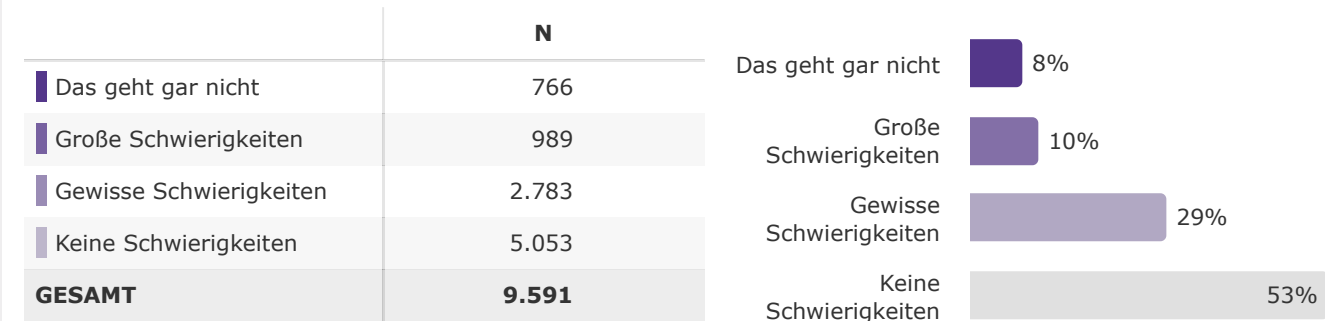 N
Das geht gar nicht 766
Große Schwierigkeiten 989
Gewisse Schwierigkeiten 2.783
Keine Schwierigkeiten 5.053
GESAMT 9.591
Das geht gar nicht 8%
Große
Schwierigkeiten
10%
Gewisse
Schwierigkeiten
29%
Keine
Schwierigkeiten
53%